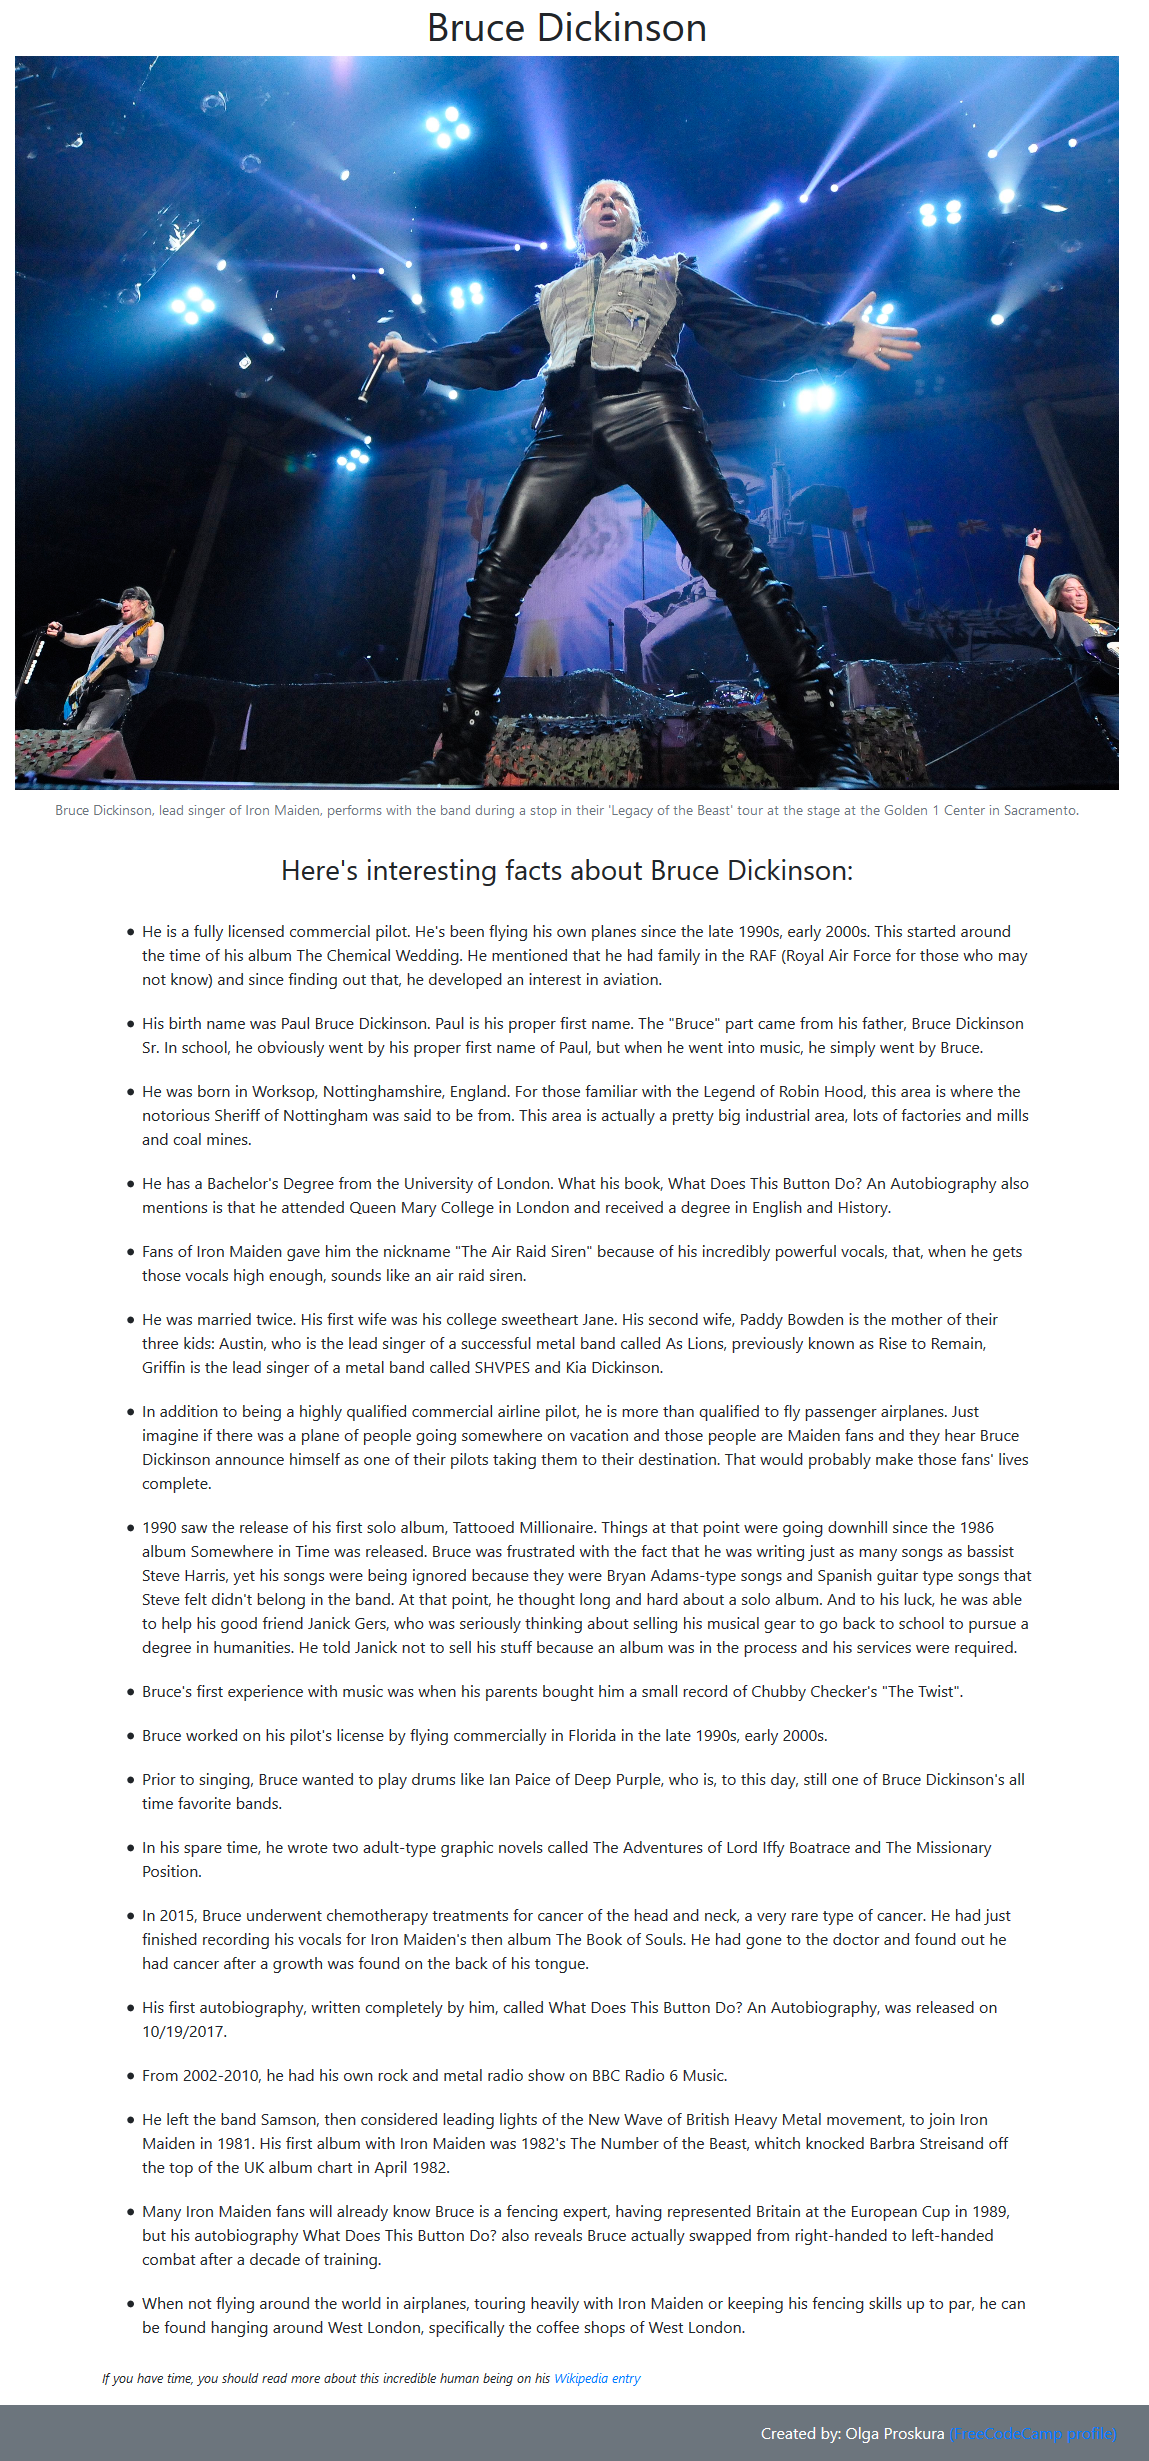 Bruce Dickinson
Bruce Dickinson, lead singer of Iron Maiden, performs with the band during a stop in their 'Legacy of the Beast' tour at the stage at the Golden 1 Center in Sacramento.
Here's interesting facts about Bruce Dickinson:
• He is a fully licensed commercial pilot. He's been flying his own planes since the late 1990s, early 2000s. This started around
the time of his album The Chemical Wedding. He mentioned that he had family in the RAF (Royal Air Force for those who may
not know) and since finding out that, he developed an interest in aviation.
• His birth name was Paul Bruce Dickinson. Paul is his proper first name. The "Bruce" part came from his father, Bruce Dickinson
Sr. In school, he obviously went by his proper first name of Paul, but when he went into music, he simply went by Bruce.
• He was born in Worksop, Nottinghamshire, England. For those familiar with the Legend of Robin Hood, this area is where the
notorious Sheriff of Nottingham was said to be from. This area is actually a pretty big industrial area, lots of factories and mills
and coal mines.
• He has a Bachelor's Degree from the University of London. What his book, What Does This Button Do? An Autobiography also
mentions is that he attended Queen Mary College in London and received a degree in English and History.
• Fans of Iron Maiden gave him the nickname "The Air Raid Siren" because of his incredibly powerful vocals, that, when he gets
those vocals high enough, sounds like an air raid siren.
• He was married twice. His first wife was his college sweetheart Jane. His second wife, Paddy Bowden is the mother of their
three kids: Austin, who is the lead singer of a successful metal band called As Lions, previously known as Rise to Remain,
Griffin is the lead singer of a metal band called SHVPES and Kia Dickinson.
• In addition to being a highly qualified commercial airline pilot, he is more than qualified to fly passenger airplanes. Just
imagine if there was a plane of people going somewhere on vacation and those people are Maiden fans and they hear Bruce
Dickinson announce himself as one of their pilots taking them to their destination. That would probably make those fans' lives
complete.
• 1990 saw the release of his first solo album, Tattooed Millionaire. Things at that point were going downhill since the 1986
album Somewhere in Time was released. Bruce was frustrated with the fact that he was writing just as many songs as bassist
Steve Harris, yet his songs were being ignored because they were Bryan Adams-type songs and Spanish guitar type songs that
Steve felt didn't belong in the band. At that point, he thought long and hard about a solo album. And to his luck, he was able
to help his good friend Janick Gers, who was seriously thinking about selling his musical gear to go back to school to pursue a
degree in humanities. He told Janick not to sell his stuff because an album was in the process and his services were required.
• Bruce's first experience with music was when his parents bought him a small record of Chubby Checker's "The Twist".
• Bruce worked on his pilot's license by flying commercially in Florida in the late 1990s, early 2000s.
• Prior to singing, Bruce wanted to play drums like Ian Paice of Deep Purple, who is, to this day, still one of Bruce Dickinson's all
time favorite bands.
• In his spare time, he wrote two adult-type graphic novels called The Adventures of Lord Iffy Boatrace and The Missionary
Position.
• In 2015, Bruce underwent chemotherapy treatments for cancer of the head and neck, a very rare type of cancer. He had just
finished recording his vocals for Iron Maiden's then album The Book of Souls. He had gone to the doctor and found out he
had cancer after a growth was found on the back of his tongue.
• His first autobiography, written completely by him, called What Does This Button Do? An Autobiography, was released on
10/19/2017.
• From 2002-2010, he had his own rock and metal radio show on BBC Radio 6 Music.
• He left the band Samson, then considered leading lights of the New Wave of British Heavy Metal movement, to join Iron
Maiden in 1981. His first album with Iron Maiden was 1982's The Number of the Beast, whitch knocked Barbra Streisand off
the top of the UK album chart in April 1982.
• Many Iron Maiden fans will already know Bruce is a fencing expert, having represented Britain at the European Cup in 1989,
but his autobiography What Does This Button Do? also reveals Bruce actually swapped from right-handed to left-handed
combat after a decade of training.
• When not flying around the world in airplanes, touring heavily with Iron Maiden or keeping his fencing skills up to par, he can
be found hanging around West London, specifically the coffee shops of West London.
If you have time, you should read more about this incredible human being on his Wikipedia entry
Created by: Olga Proskura (FreeCodeCamp profile)